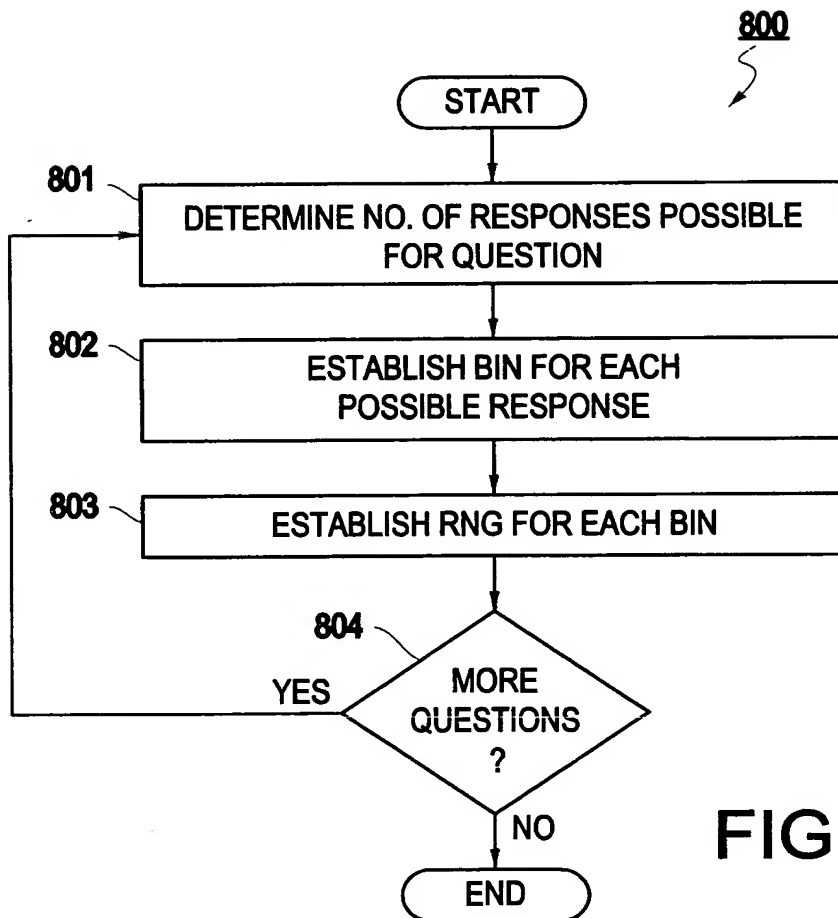 800
START
801
DETERMINE NO. OF RESPONSES POSSIBLE
FOR QUESTION
802
ESTABLISH BIN FOR EACH
POSSIBLE RESPONSE
803
ESTABLISH RNG FOR EACH BIN
804
MORE
QUESTIONS
?
YES
NO
END
FIG